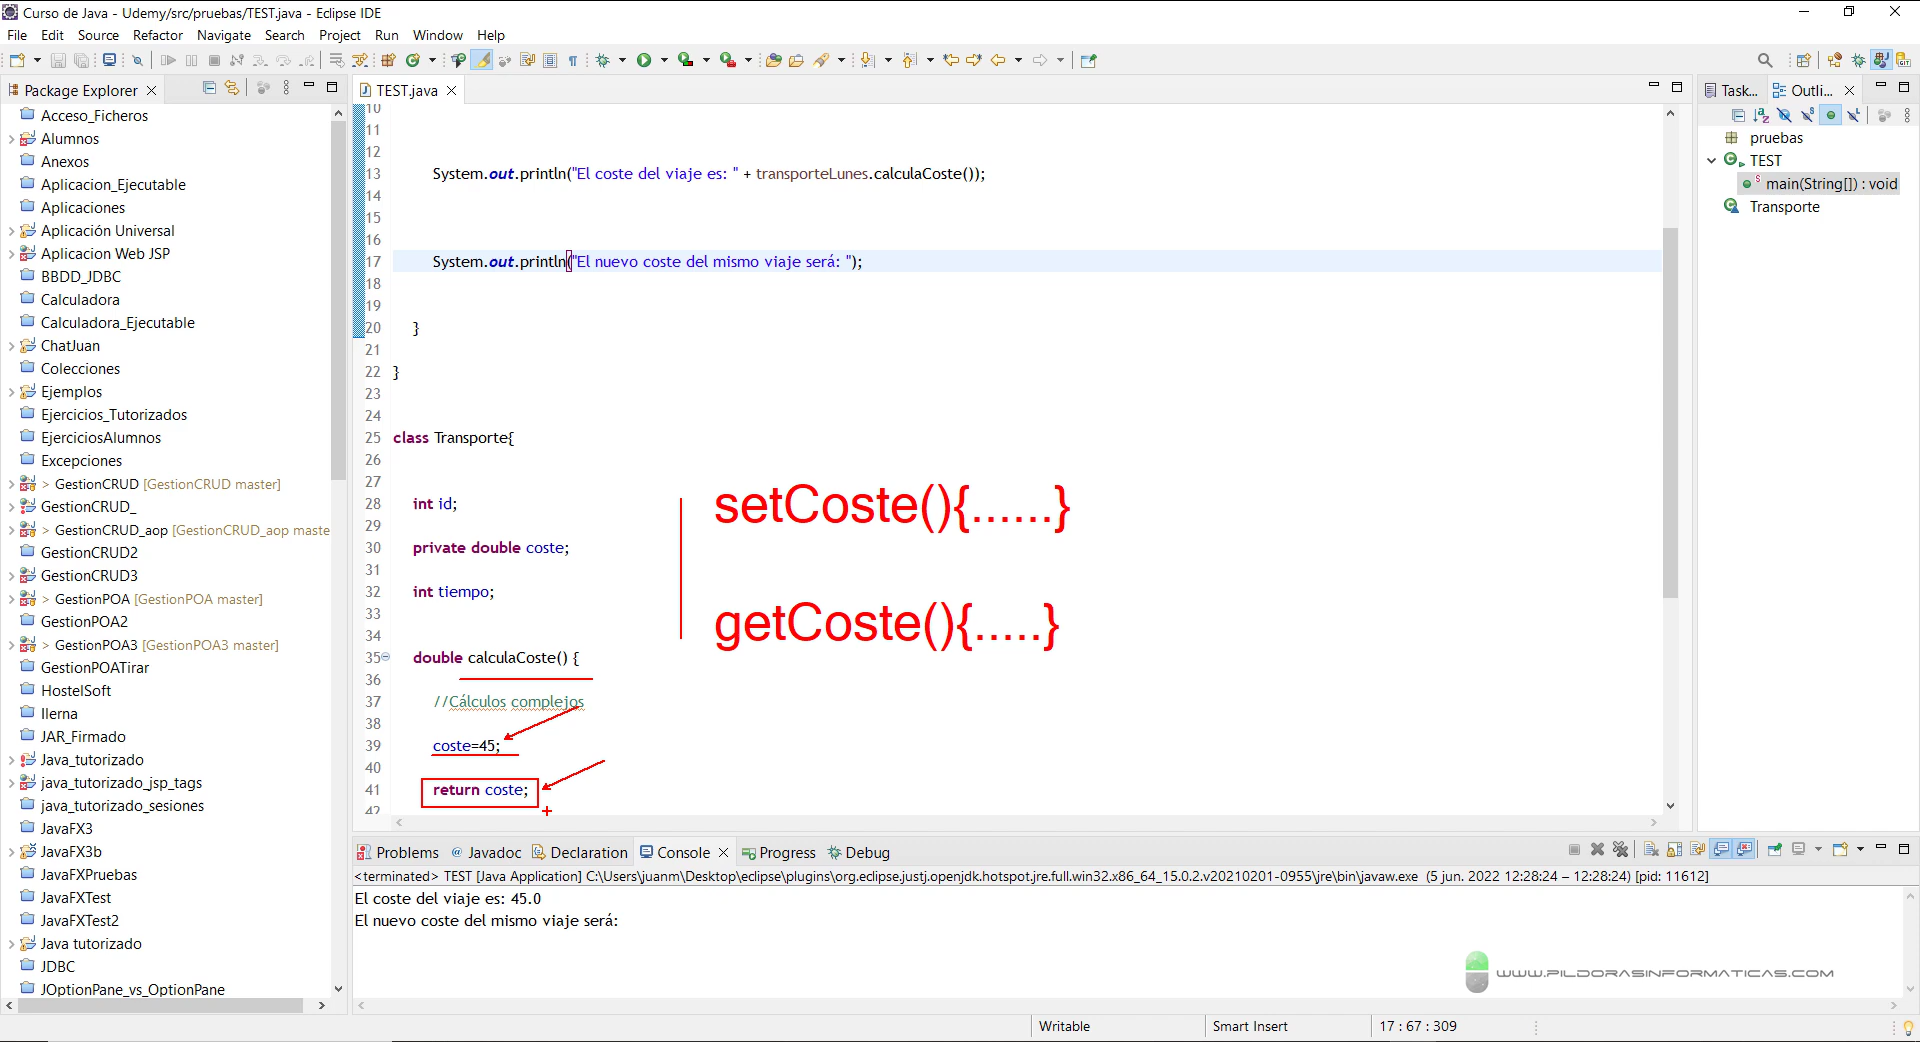 Curso de Java - Udemy/src/pruebas/TEST.java - Eclipse IDE
File Edit Source Refactor Navigate Search Project Run Window Help
Package Explorer
Acceso_Ficheros
Alumnos
Anexos
Aplicacion_Ejecutable
Aplicaciones
Aplicación Universal
Aplicacion Web JSP
BBDD_JDBC
Calculadora
Calculadora_Ejecutable
ChatJuan
Colecciones
Ejemplos
Ejercicios_Tutorizados
EjerciciosAlumnos
Excepciones
> GestionCRUD [GestionCRUD master]
GestionCRUD_
> GestionCRUD_aop [GestionCRUD_aop maste
GestionCRUD2
GestionCRUD3
> GestionPOA [GestionPOA master]
GestionPOA2
> GestionPOA3 [GestionPOA3 master]
GestionPOATirar
HostelSoft
Ilerna
JAR_Firmado
Java_tutorizado
java_tutorizado_jsp_tags
java_tutorizado_sesiones
JavaFX3
JavaFX3b
JavaFXPruebas
JavaFXTest
JavaFXTest2
Java tutorizado
JDBC
JOptionPane_vs_OptionPane
TEST.java
10
11
12
13 System.out.println("El coste del viaje es: " + transporteLunes.calculaCoste());
14
15
16
17 System.out.println("El nuevo coste del mismo viaje será: ");
18
19
20 }
21
22 }
23
24
25 class Transporte{
26
27
28 int id;
29
30 private double coste;
31
32 int tiempo;
33
34
35 double calculaCoste() {
36
37 //Cálculos complejos
38
39 coste=45;
40
41 return coste;
42
setCoste(){......}
getCoste(){.....}
Task...
Outli...
pruebas
TEST
main(String[]) : void
Transporte
Problems @ Javadoc Declaration Console Progress Debug
<terminated> TEST [Java Application] C:\Users\juanm\Desktop\eclipse\plugins\org.eclipse.justj.openjdk.hotspot.jre.full.win32.x86_64_15.0.2.v20210201-0955\jre\bin\javaw.exe (5 jun. 2022 12:28:24 – 12:28:24) [pid: 11612]
El coste del viaje es: 45.0
El nuevo coste del mismo viaje será:
WWW.PILDORASINFORMATICAS.COM
Writable
Smart Insert
17 : 67 : 309